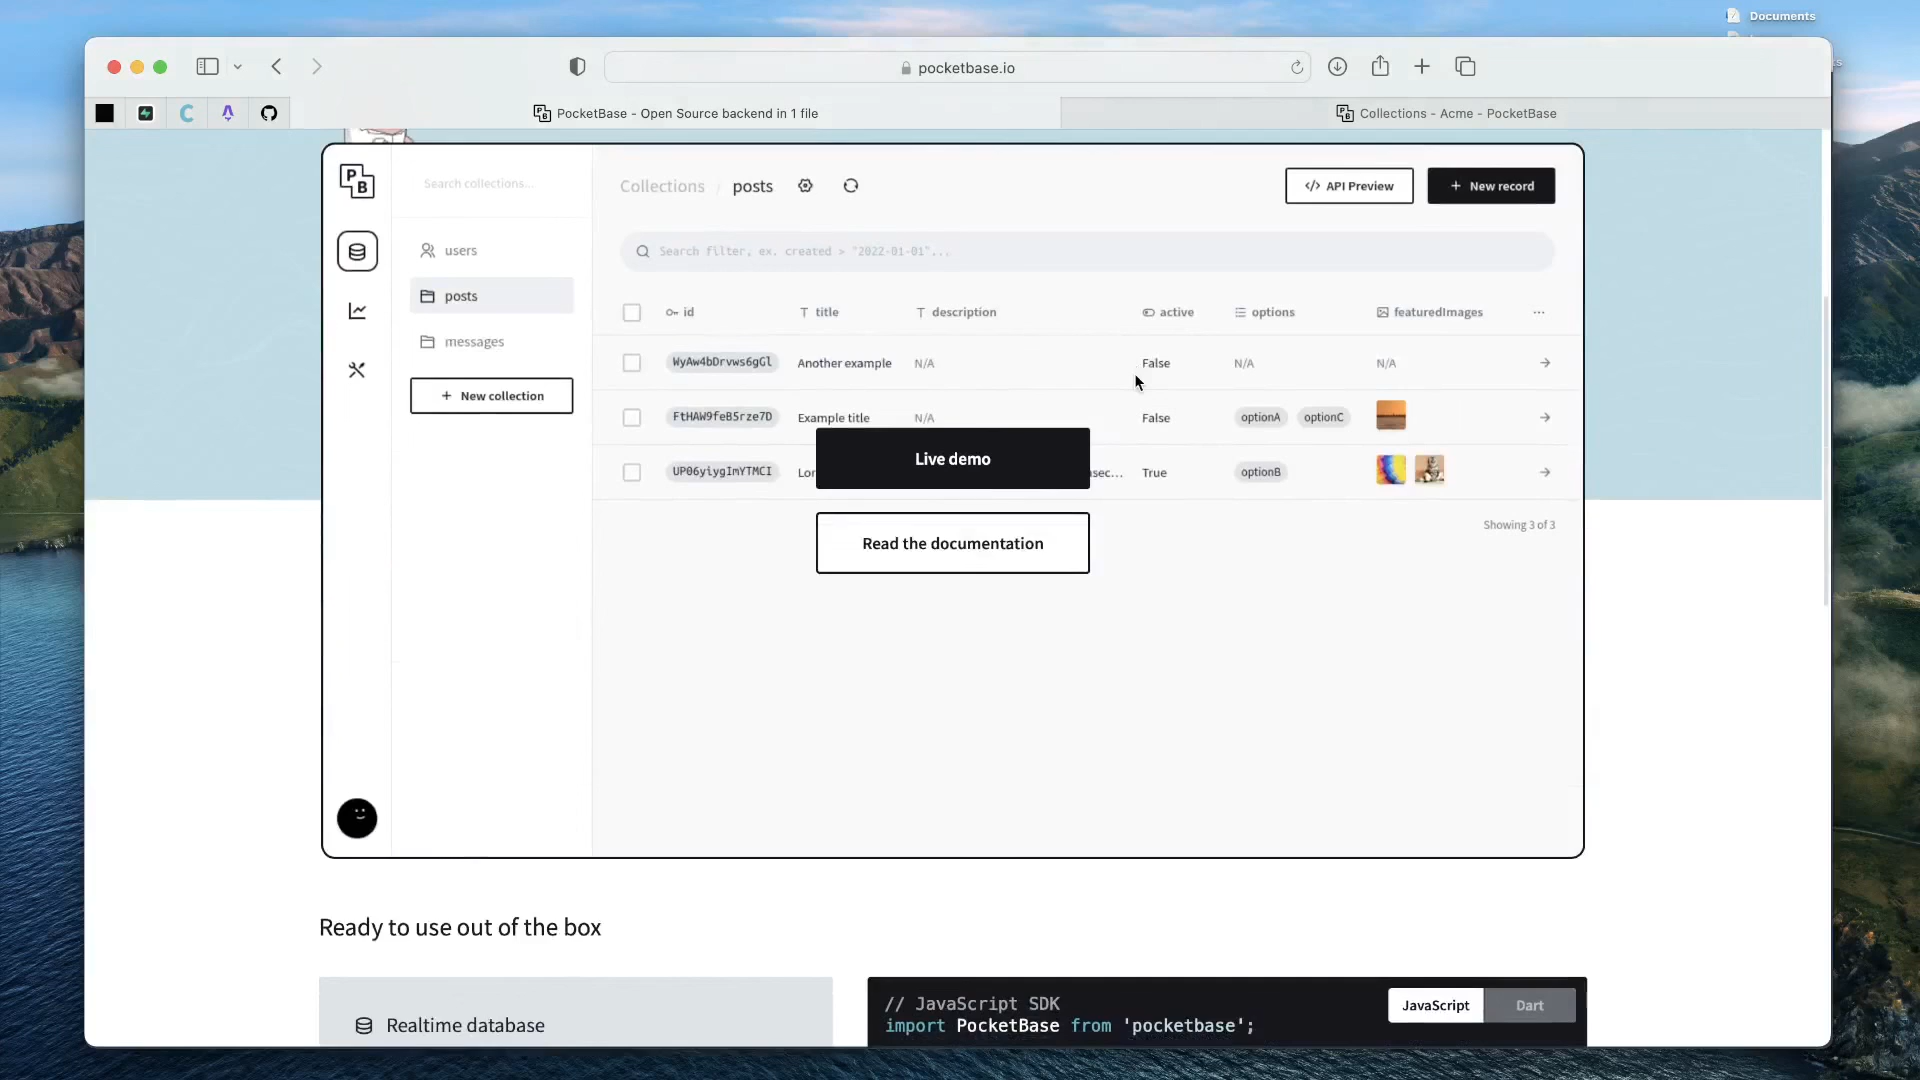 Documents
pocketbase.io
PocketBase - Open Source backend in 1 file
Collections - Acme - PocketBase
PB
Search collections...
Collections / posts
API Preview
+ New record
users
Search filter, ex. created > "2022-01-01"...
posts
messages
+ New collection
id title description active options featuredImages ...
WyAw4bDrvws6gGl Another example N/A False N/A N/A
FtHAW9feB5rze7D Example title N/A False optionA optionC
UP06yiygImYTMCI Lor sec... True optionB
Live demo
Read the documentation
Showing 3 of 3
Ready to use out of the box
Realtime database
// JavaScript SDK
import PocketBase from 'pocketbase';
JavaScript Dart